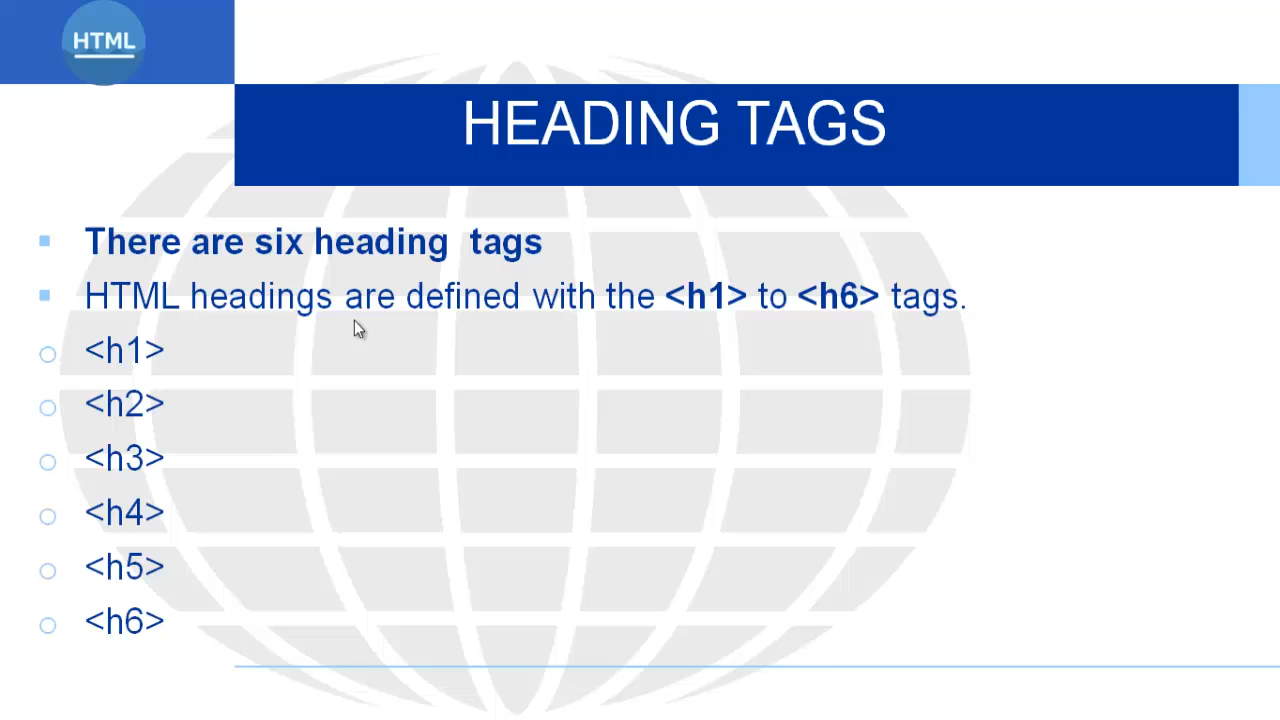 HTML
HEADING TAGS
There are six heading  tags
HTML headings are defined with the <h1> to <h6> tags.
<h1>
<h2>
<h3>
<h4>
<h5>
<h6>